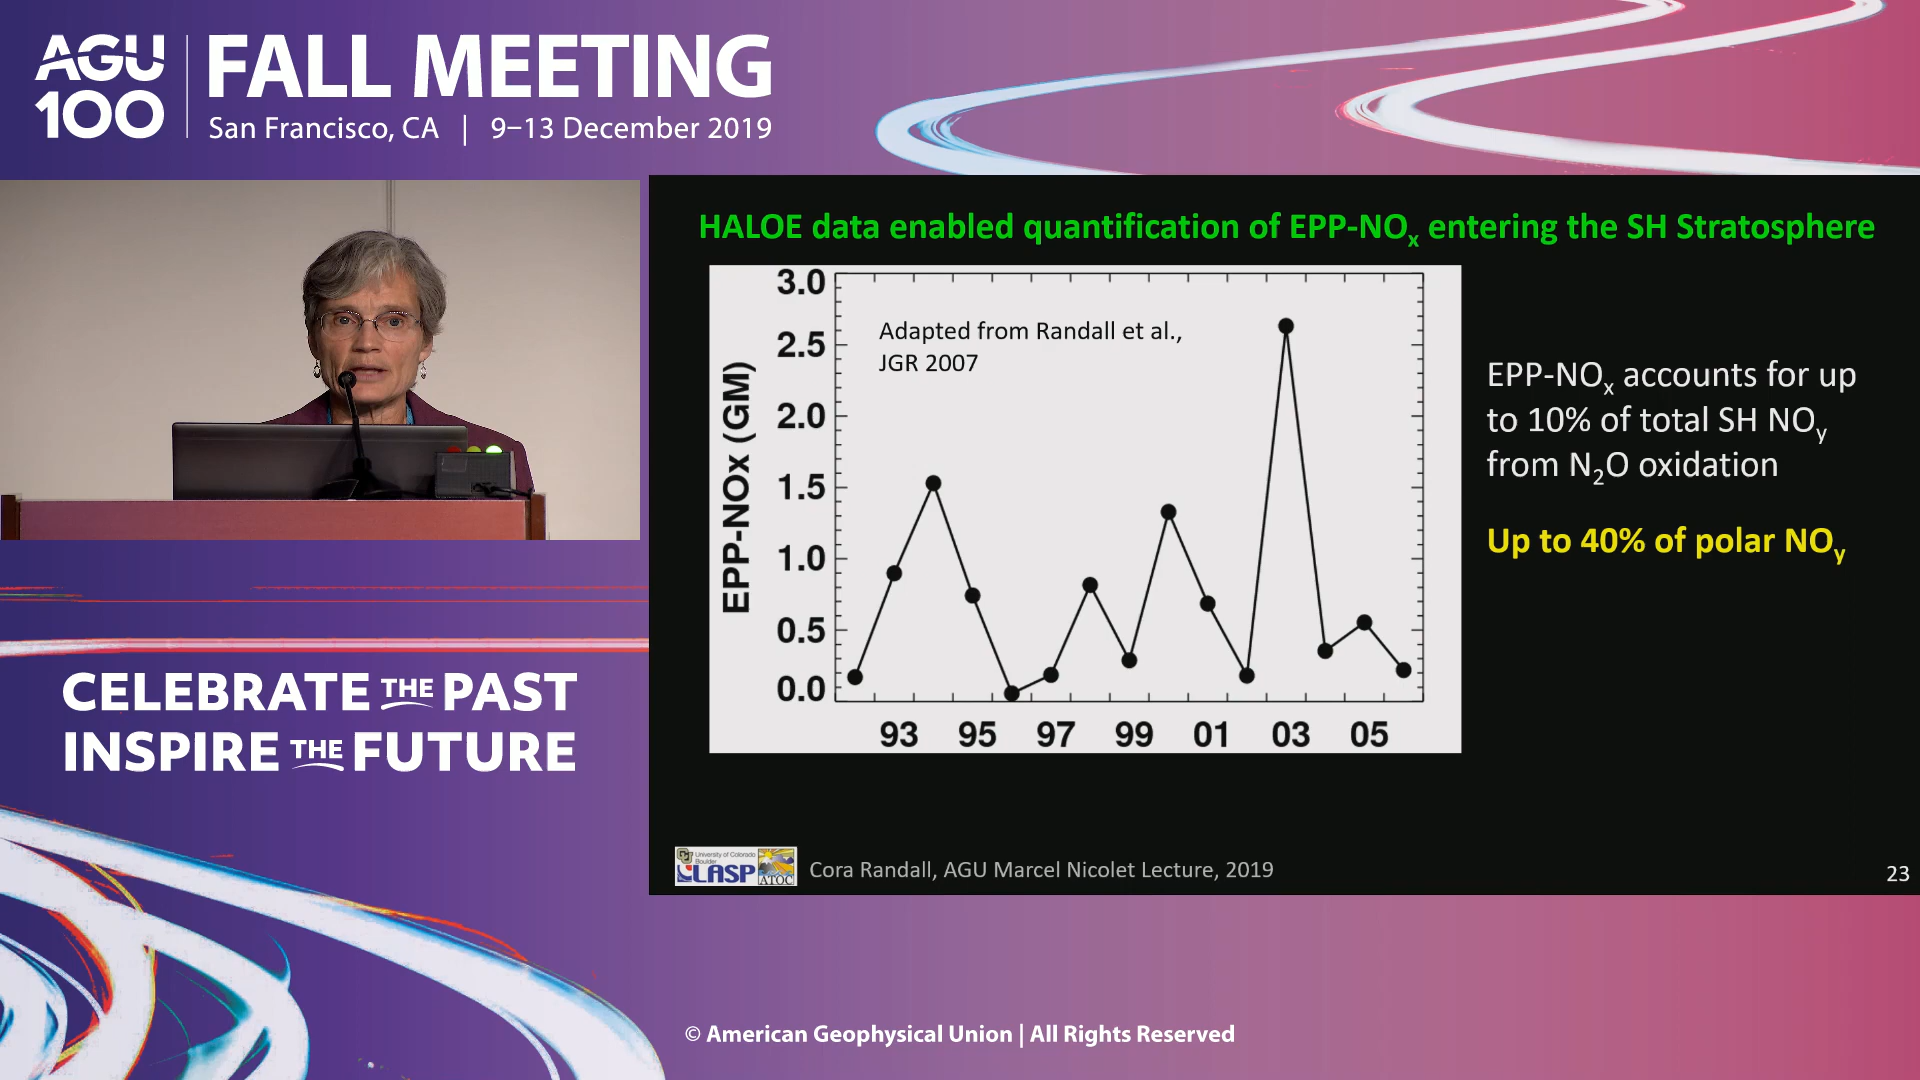 AGU
100
FALL MEETING
San Francisco, CA | 9–13 December 2019
HALOE data enabled quantification of EPP-NOx entering the SH Stratosphere
3.0
2.5
2.0
1.5
1.0
0.5
0.0
EPP-NOx (GM)
Adapted from Randall et al.,
JGR 2007
93 95 97 99 01 03 05
EPP-NOx accounts for up
to 10% of total SH NOy
from N2O oxidation
Up to 40% of polar NOy
CELEBRATE THE PAST
INSPIRE THE FUTURE
University of Colorado
Boulder
LASP
ATOC
Cora Randall, AGU Marcel Nicolet Lecture, 2019
23
© American Geophysical Union | All Rights Reserved